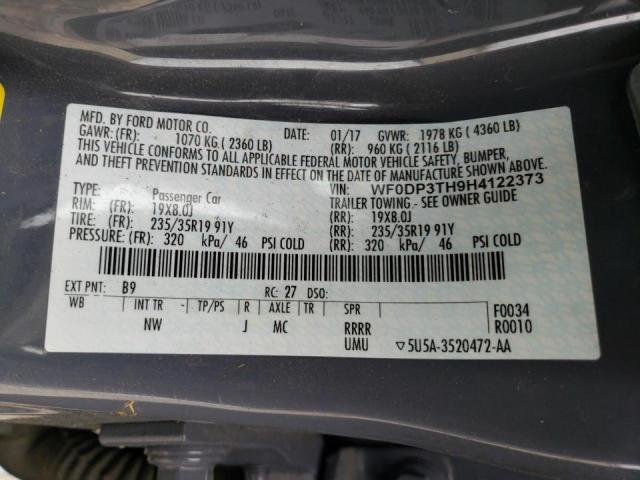 MFD. BY FORD MOTOR CO. DATE: 01/17 GVWR: 1978 KG ( 4360 LB)
GAWR: (FR): 1070 KG ( 2360 LB) (RR): 960 KG ( 2116 LB)
THIS VEHICLE CONFORMS TO ALL APPLICABLE FEDERAL MOTOR VEHICLE SAFETY, BUMPER,
AND THEFT PREVENTION STANDARDS IN EFFECT ON THE DATE OF MANUFACTURE SHOWN ABOVE.
VIN: WF0DP3TH9H4122373
TYPE: Passenger Car TRAILER TOWING - SEE OWNER GUIDE
RIM: (FR): 19X8.0J (RR): 19X8.0J
TIRE: (FR): 235/35R19 91Y (RR): 235/35R19 91Y
PRESSURE: (FR) 320 kPa/ 46 PSI COLD (RR): 320 kPa/ 46 PSI COLD
EXT PNT: B9 RC: 27 DSO:
WB INT TR - TP/PS R AXLE TR SPR F0034
NW J MC RRRR R0010
UMU ▽5U5A-3520472-AA